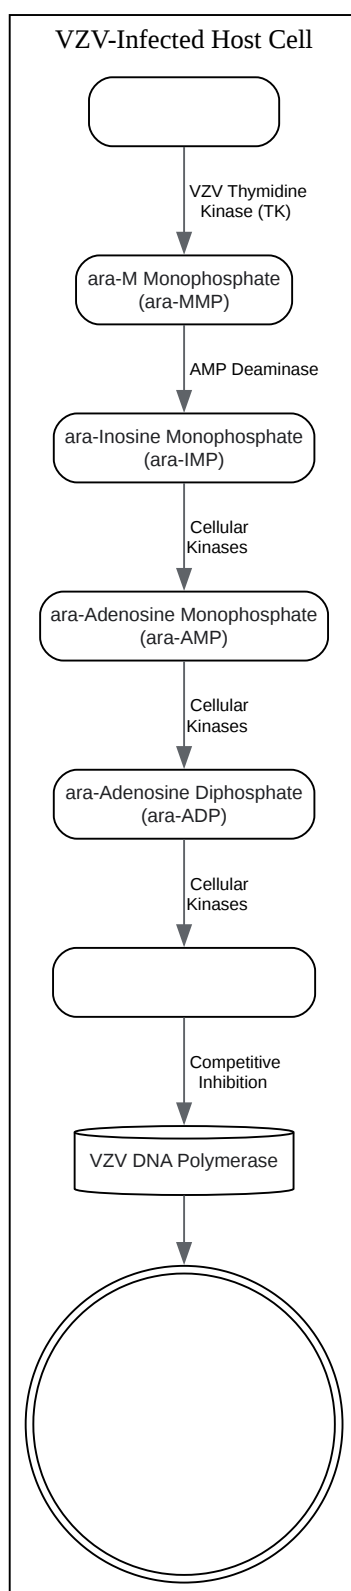 VZV-Infected Host Cell
VZV Thymidine
Kinase (TK)
ara-M Monophosphate
(ara-MMP)
AMP Deaminase
ara-Inosine Monophosphate
(ara-IMP)
Cellular
Kinases
ara-Adenosine Monophosphate
(ara-AMP)
Cellular
Kinases
ara-Adenosine Diphosphate
(ara-ADP)
Cellular
Kinases
Competitive
Inhibition
VZV DNA Polymerase